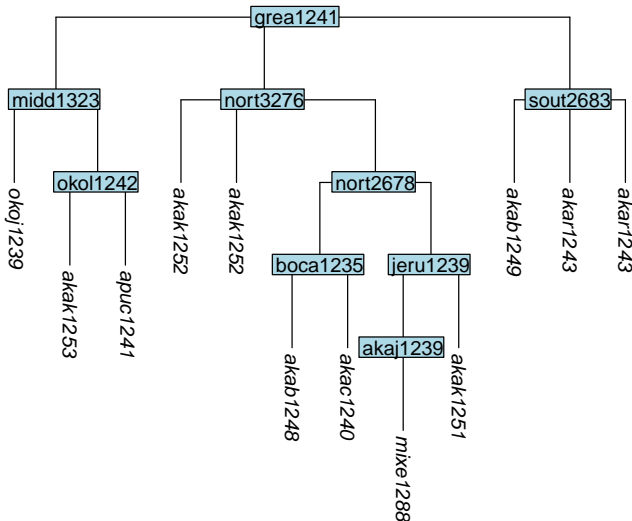 grea1241
midd1323
nort3276
sout2683
okoj1239
okol1242
akak1252
akak1252
nort2678
akab1249
akar1243
akar1243
akak1253
apuc1241
boca1235
jeru1239
akab1248
akac1240
akaj1239
akak1251
mixe1288